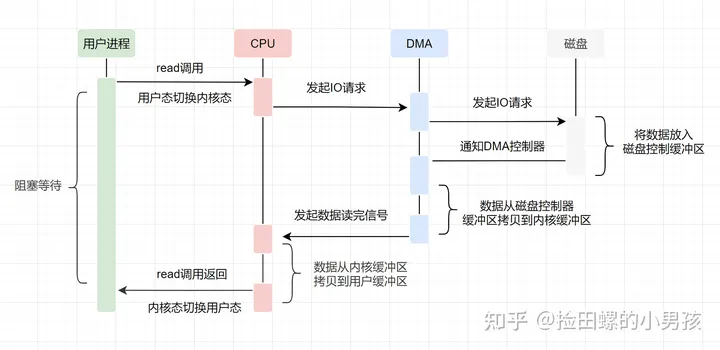 用户进程
CPU
DMA
磁盘
read调用
用户态切换内核态
发起IO请求
发起IO请求
将数据放入
磁盘控制缓冲区
通知DMA控制器
阻塞等待
数据从磁盘控制器
缓冲区拷贝到内核缓冲区
发起数据读完信号
数据从内核缓冲区
拷贝到用户缓冲区
read调用返回
内核态切换用户态
知乎 @捡田螺的小男孩